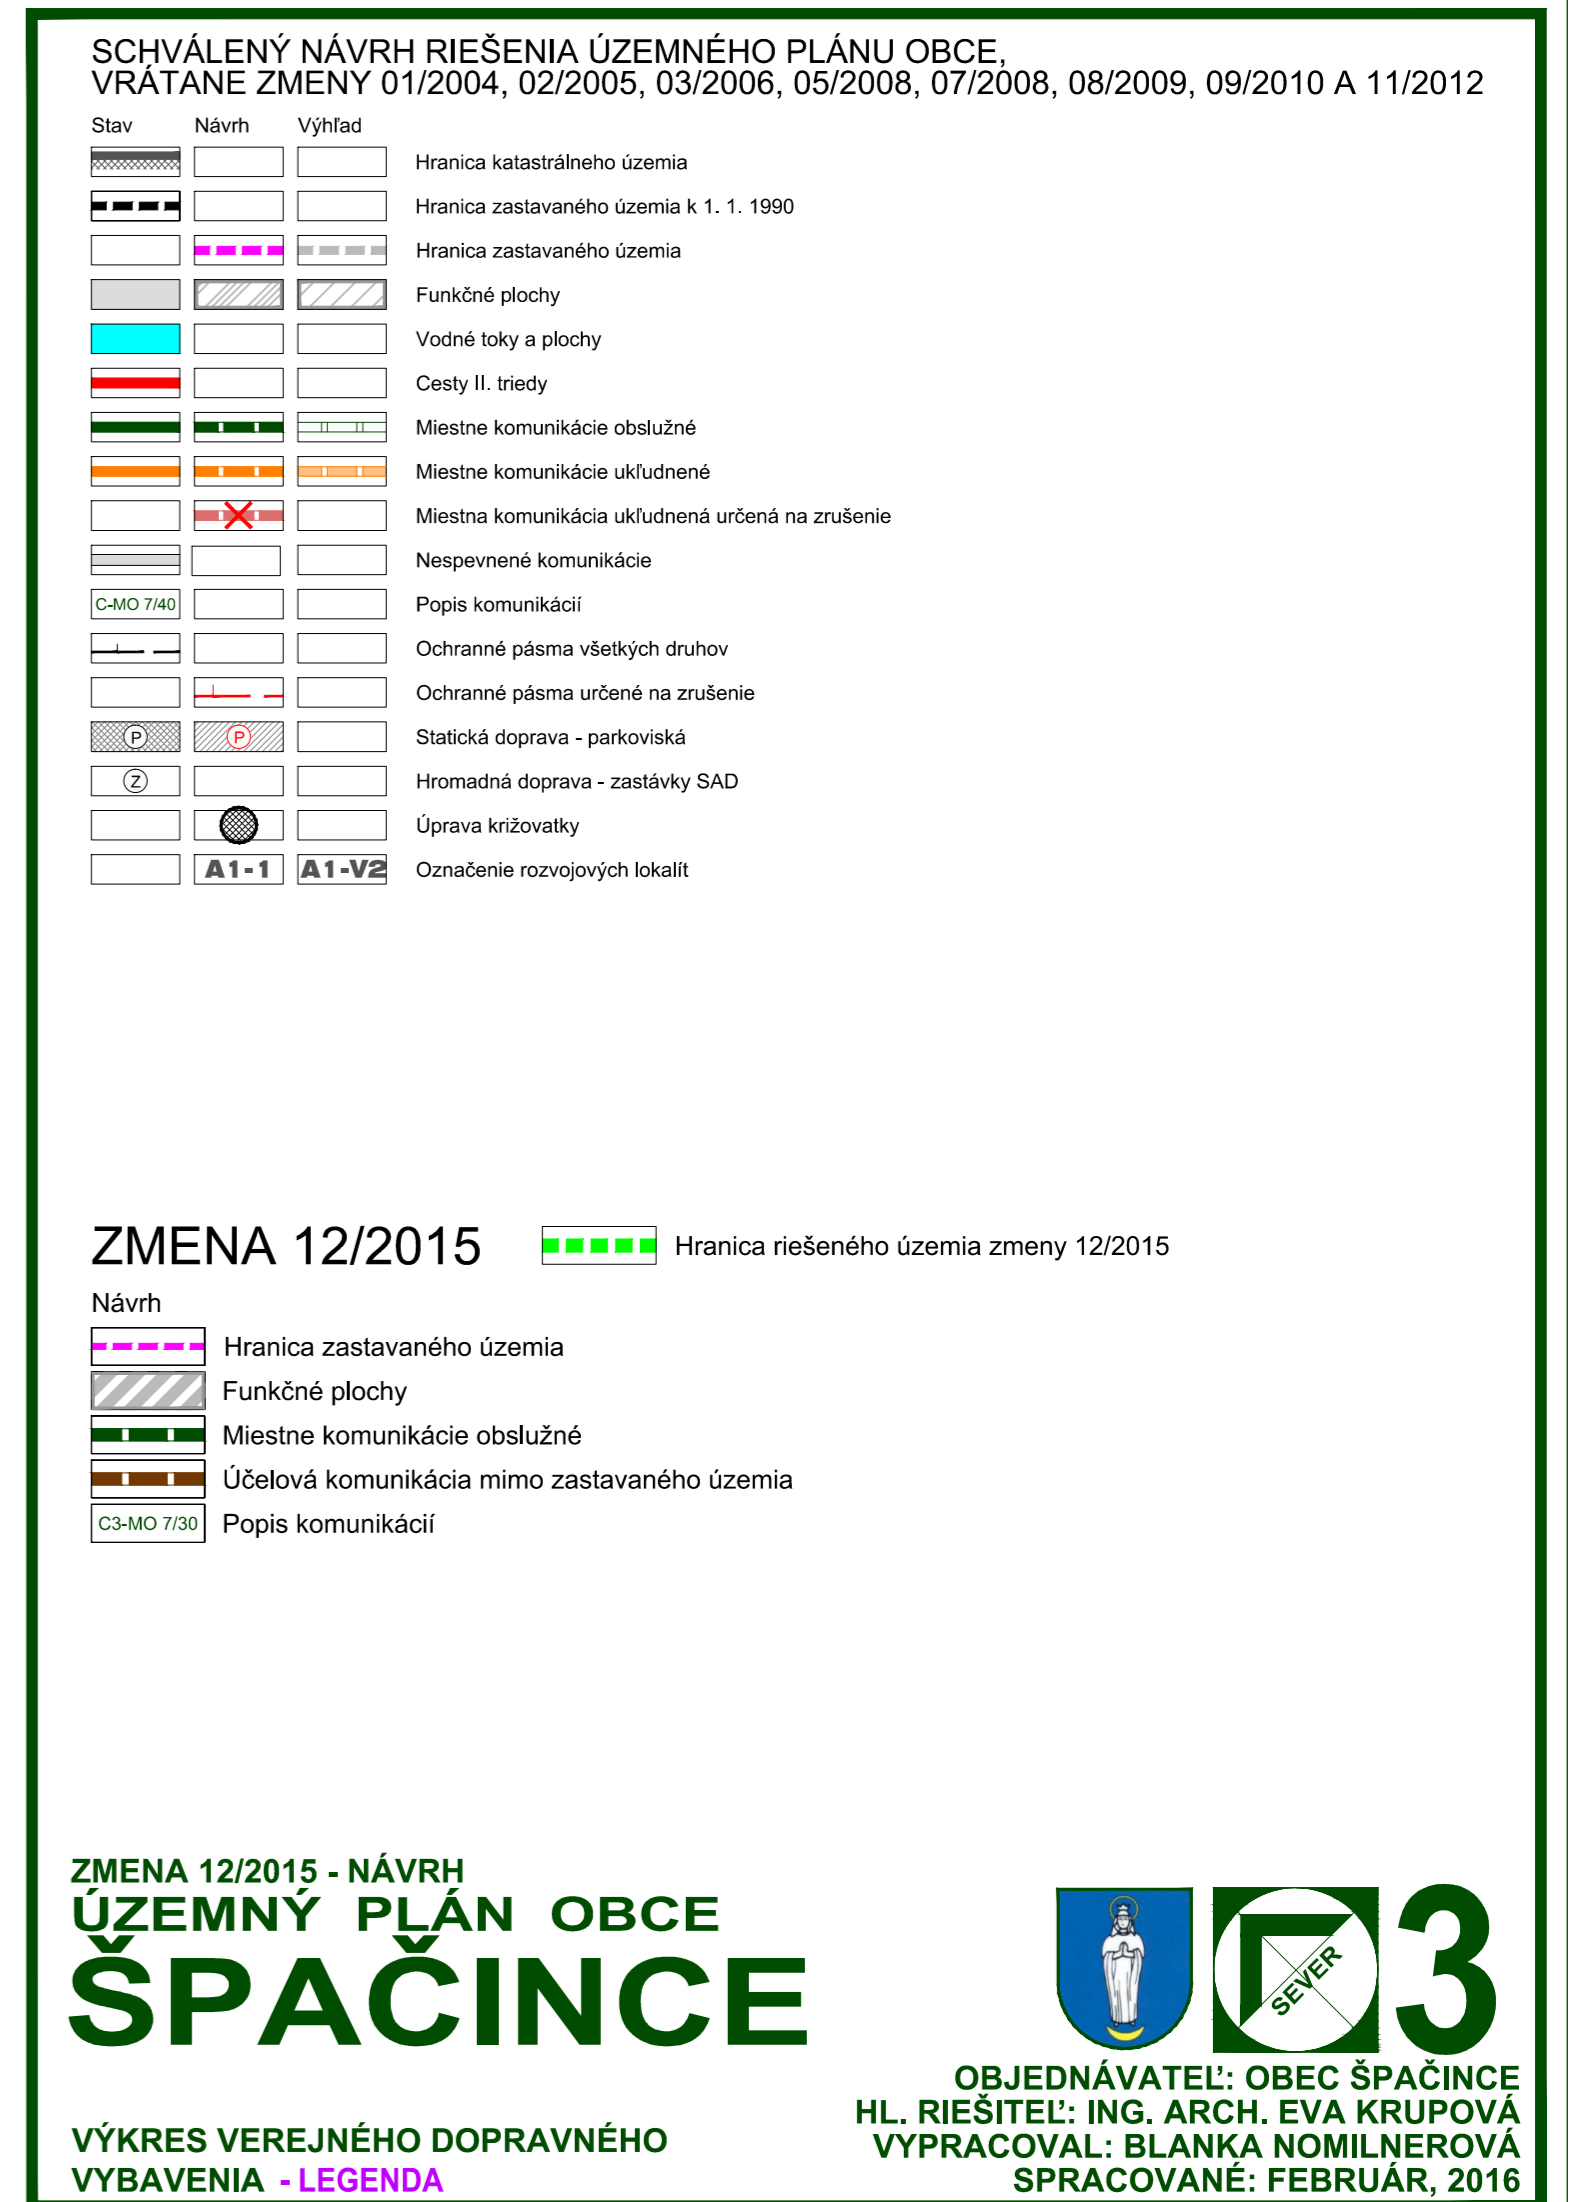 SCHVÁLENÝ NÁVRH RIEŠENIA ÚZEMNÉHO PLÁNU OBCE,
VRÁTANE ZMENY 01/2004, 02/2005, 03/2006, 05/2008, 07/2008, 08/2009, 09/2010 A 11/2012
Stav Návrh Výhľad
Hranica katastrálneho územia
Hranica zastavaného územia k 1. 1. 1990
Hranica zastavaného územia
Funkčné plochy
Vodné toky a plochy
Cesty II. triedy
Miestne komunikácie obslužné
Miestne komunikácie ukľudnené
Miestna komunikácia ukľudnená určená na zrušenie
Nespevnené komunikácie
C-MO 7/40 Popis komunikácií
Ochranné pásma všetkých druhov
Ochranné pásma určené na zrušenie
P P Statická doprava - parkoviská
Z Hromadná doprava - zastávky SAD
Úprava križovatky
A1-1 A1-V2 Označenie rozvojových lokalít
ZMENA 12/2015 Hranica riešeného územia zmeny 12/2015
Návrh
Hranica zastavaného územia
Funkčné plochy
Miestne komunikácie obslužné
Účelová komunikácia mimo zastavaného územia
C3-MO 7/30 Popis komunikácií
ZMENA 12/2015 - NÁVRH
ÚZEMNÝ PLÁN OBCE
ŠPAČINCE
SEVER
3
OBJEDNÁVATEĽ: OBEC ŠPAČINCE
HL. RIEŠITEĽ: ING. ARCH. EVA KRUPOVÁ
VYPRACOVAL: BLANKA NOMILNEROVÁ
SPRACOVANÉ: FEBRUÁR, 2016
VÝKRES VEREJNÉHO DOPRAVNÉHO
VYBAVENIA - LEGENDA